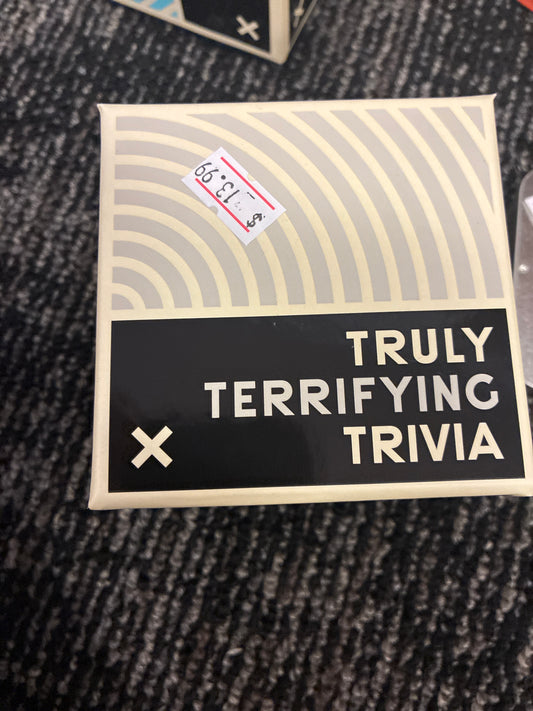 $ 13.99
TRULY
TERRIFYING
TRIVIA